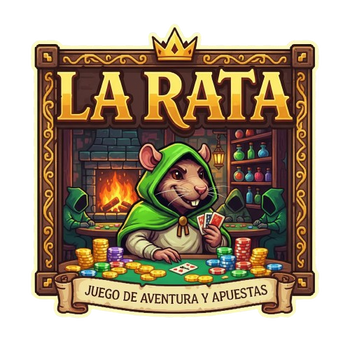 LA RATA
JUEGO DE AVENTURA Y APUESTAS